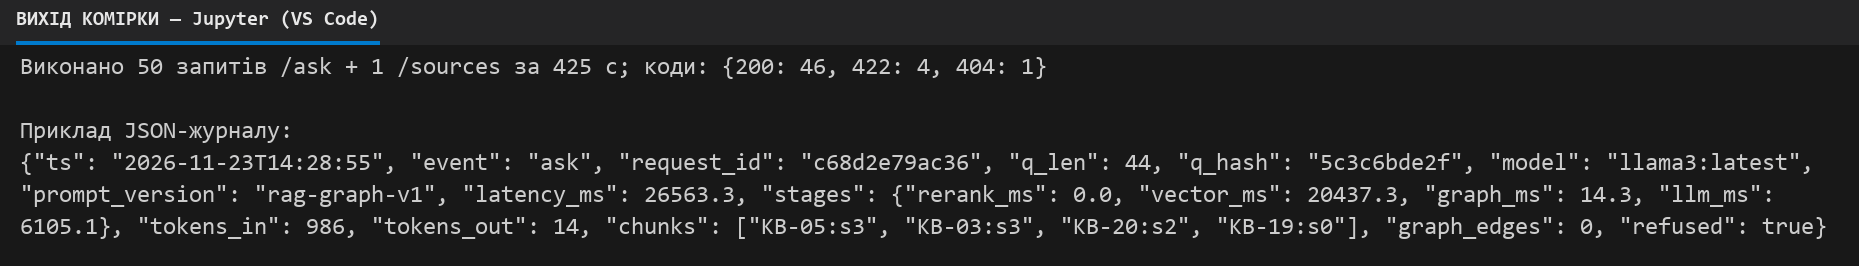 ВИХІД КОМІРКИ — Jupyter (VS Code)
Виконано 50 запитів /ask + 1 /sources за 425 с; коди: {200: 46, 422: 4, 404: 1}
Приклад JSON-журналу:
{"ts": "2026-11-23T14:28:55", "event": "ask", "request_id": "c68d2e79ac36", "q_len": 44, "q_hash": "5c3c6bde2f", "model": "llama3:latest",
"prompt_version": "rag-graph-v1", "latency_ms": 26563.3, "stages": {"rerank_ms": 0.0, "vector_ms": 20437.3, "graph_ms": 14.3, "llm_ms":
6105.1}, "tokens_in": 986, "tokens_out": 14, "chunks": ["KB-05:s3", "KB-03:s3", "KB-20:s2", "KB-19:s0"], "graph_edges": 0, "refused": true}